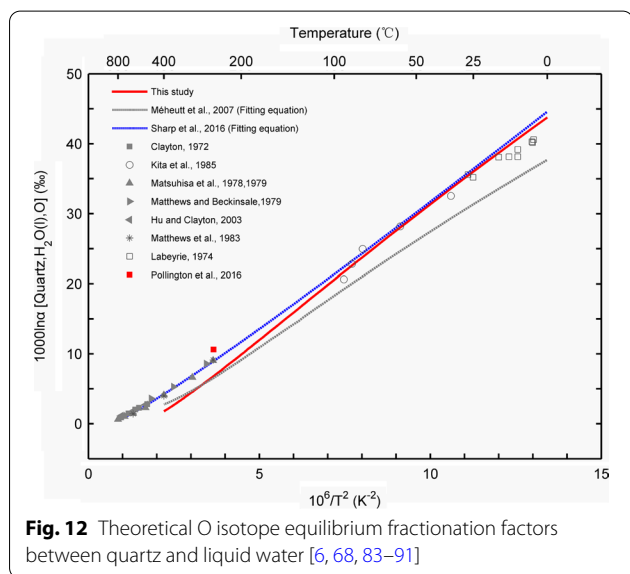 Temperature (℃)
800 400 200 100 50 25 0
50
40
30
20
10
0
1000lnα [Quartz,H2O(l),O] (‰)
This study
Méheutt et al., 2007 (Fitting equation)
Sharp et al., 2016 (Fitting equation)
Clayton, 1972
Kita et al., 1985
Matsuhisa et al., 1978,1979
Matthews and Beckinsale,1979
Hu and Clayton, 2003
Matthews et al., 1983
Labeyrie, 1974
Pollington et al., 2016
0 5 10 15
10⁶/T² (K⁻²)
Fig. 12 Theoretical O isotope equilibrium fractionation factors
between quartz and liquid water [6, 68, 83–91]